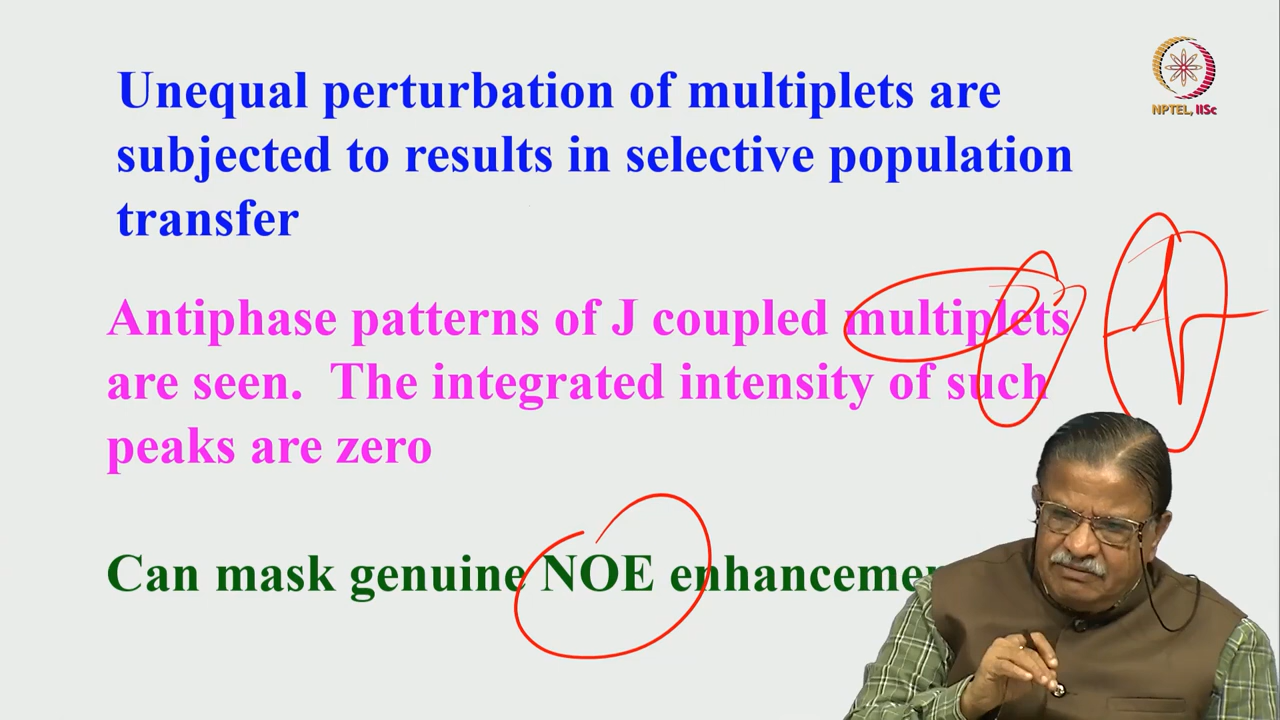 NPTEL, IISc
Unequal perturbation of multiplets are
subjected to results in selective population
transfer
Antiphase patterns of J coupled multiplets
are seen. The integrated intensity of such
peaks are zero
Can mask genuine NOE